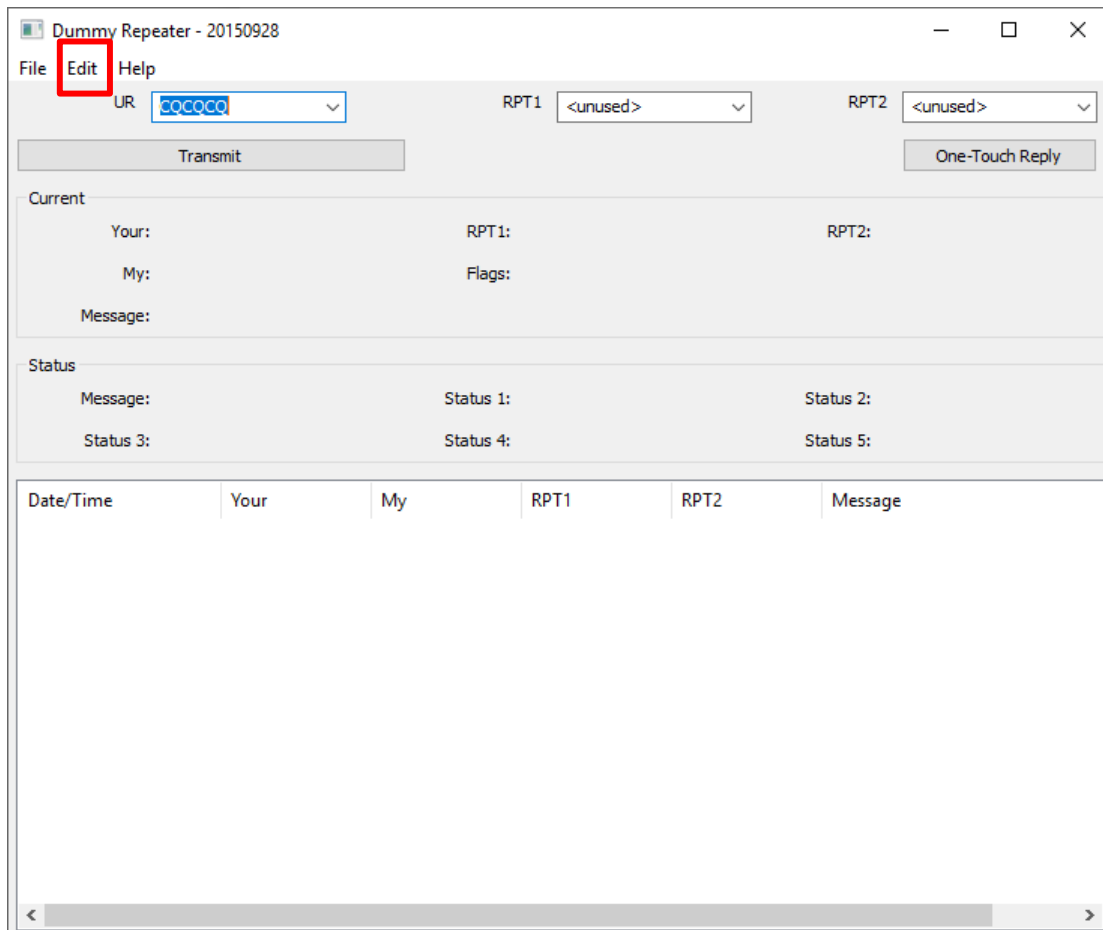 Dummy Repeater - 20150928
File Edit Help
UR CQCQCQ RPT1 <unused> RPT2 <unused>
Transmit One-Touch Reply
Current
Your: RPT1: RPT2:
My: Flags:
Message:
Status
Message: Status 1: Status 2:
Status 3: Status 4: Status 5:
Date/Time Your My RPT1 RPT2 Message